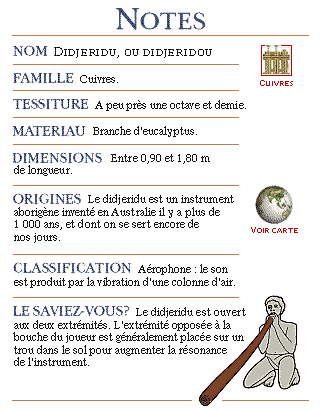 NOTES
NOM DIDJERIDU, OU DIDJERIDOU
FAMILLE Cuivres.
CUIVRES
TESSITURE A peu près une octave et demie.
MATERIAU Branche d'eucalyptus.
DIMENSIONS Entre 0,90 et 1,80 m
de longueur.
ORIGINES Le didjeridu est un instrument
aborigène inventé en Australie il y a plus de
1 000 ans, et dont on se sert encore de
nos jours.
VOIR CARTE
CLASSIFICATION Aérophone : le son
est produit par la vibration d'une colonne d'air.
LE SAVIEZ-VOUS? Le didjeridu est ouvert
aux deux extrémités. L'extrémité opposée à la
bouche du joueur est généralement placée sur un
trou dans le sol pour augmenter la résonance
de l'instrument.